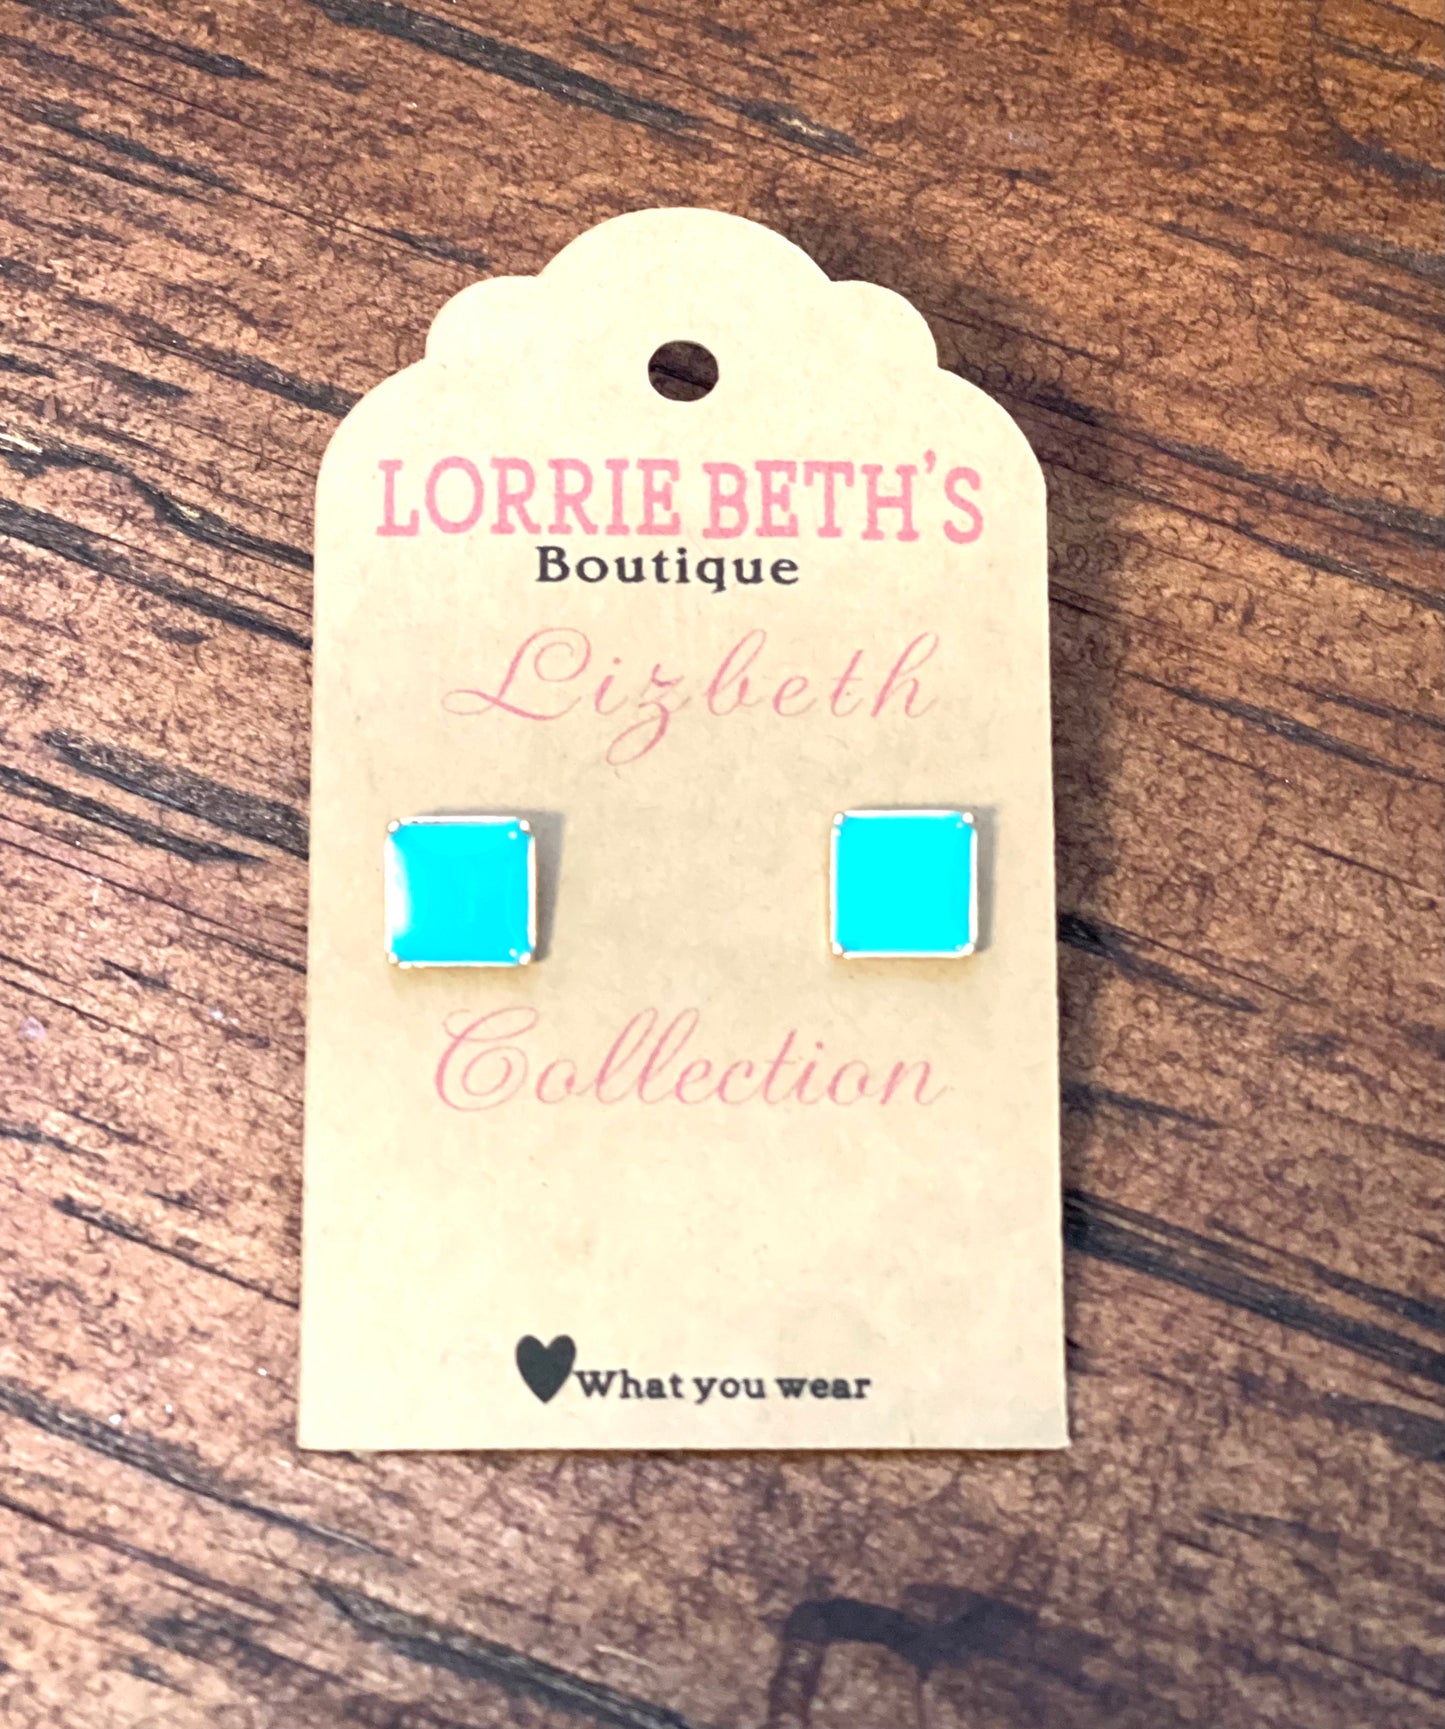 LORRIE BETH'S
Boutique
Lizbeth
Collection
What you wear